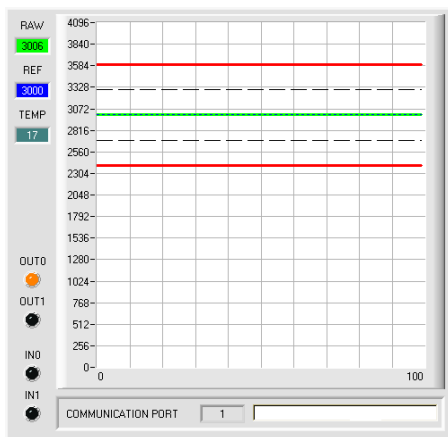 RAW
3006
REF
3000
TEMP
17
OUT0
OUT1
IN0
IN1
4096
3840
3584
3328
3072
2816
2560
2304
2048
1792
1536
1280
1024
768
512
256
0
0 100
COMMUNICATION PORT 1